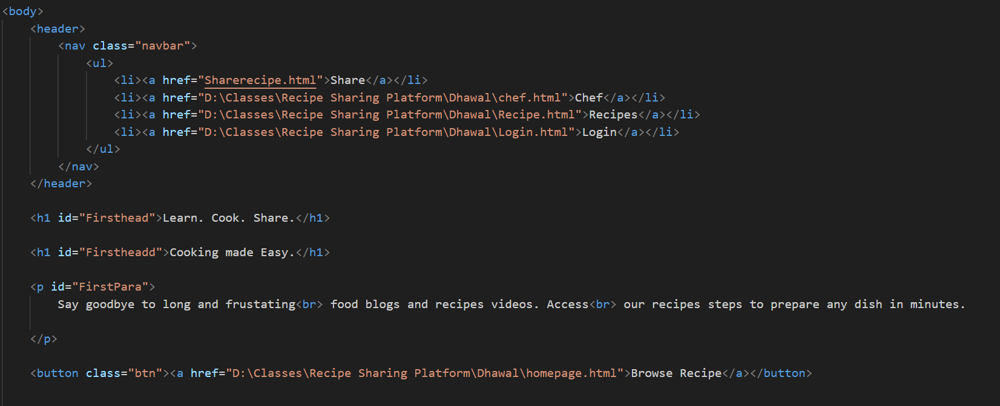 <body>
<header>
<nav class="navbar">
<ul>
<li><a href="Sharerecipe.html">Share</a></li>
<li><a href="D:\Classes\Recipe Sharing Platform\Dhawal\chef.html">Chef</a></li>
<li><a href="D:\Classes\Recipe Sharing Platform\Dhawal\Recipe.html">Recipes</a></li>
<li><a href="D:\Classes\Recipe Sharing Platform\Dhawal\Login.html">Login</a></li>
</ul>
</nav>
</header>
<h1 id="Firsthead">Learn. Cook. Share.</h1>
<h1 id="Firstheadd">Cooking made Easy.</h1>
<p id="FirstPara">
Say goodbye to long and frustating<br> food blogs and recipes videos. Access<br> our recipes steps to prepare any dish in minutes.
</p>
<button class="btn"><a href="D:\Classes\Recipe Sharing Platform\Dhawal\homepage.html">Browse Recipe</a></button>